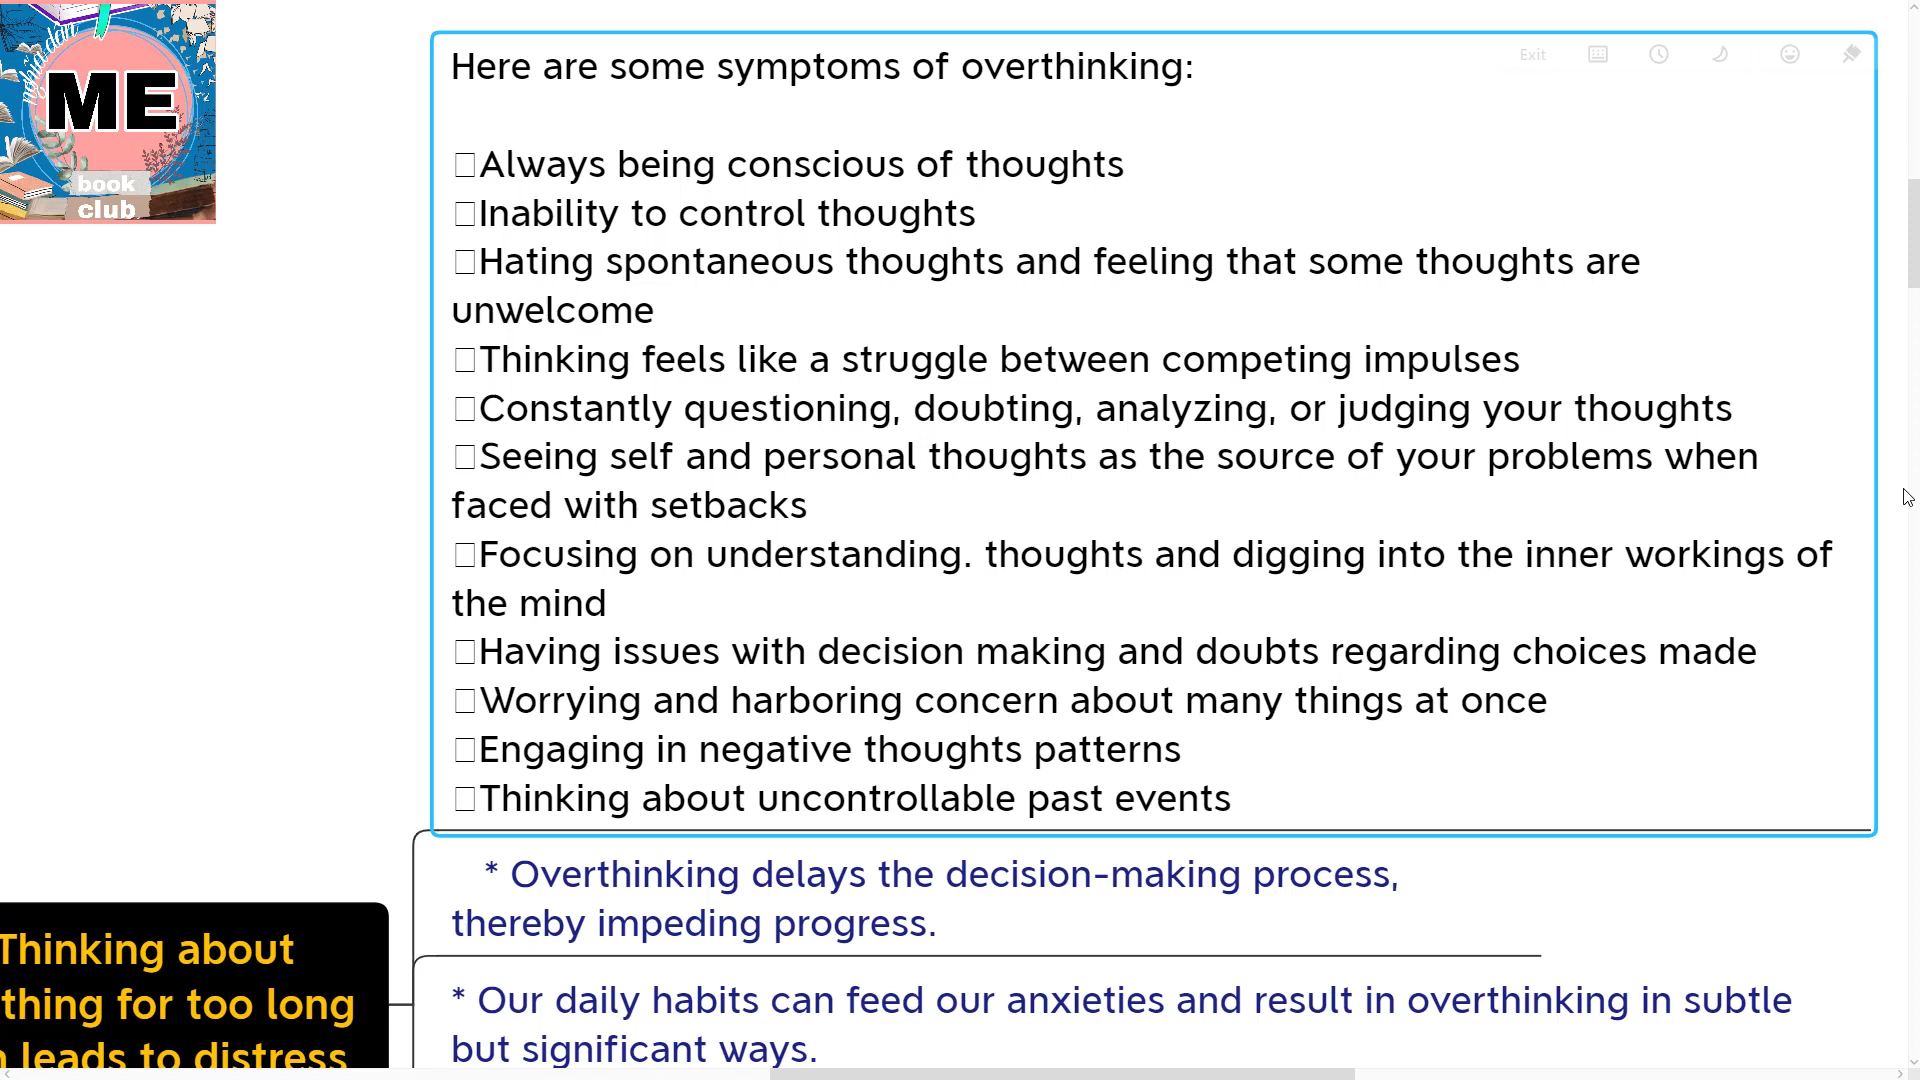 nghia dan
ME
book
club
Exit
Here are some symptoms of overthinking:
□Always being conscious of thoughts
□Inability to control thoughts
□Hating spontaneous thoughts and feeling that some thoughts are
unwelcome
□Thinking feels like a struggle between competing impulses
□Constantly questioning, doubting, analyzing, or judging your thoughts
□Seeing self and personal thoughts as the source of your problems when
faced with setbacks
□Focusing on understanding. thoughts and digging into the inner workings of
the mind
□Having issues with decision making and doubts regarding choices made
□Worrying and harboring concern about many things at once
□Engaging in negative thoughts patterns
□Thinking about uncontrollable past events
* Overthinking delays the decision-making process,
thereby impeding progress.
* Our daily habits can feed our anxieties and result in overthinking in subtle
but significant ways.
Thinking about
thing for too long
leads to distress